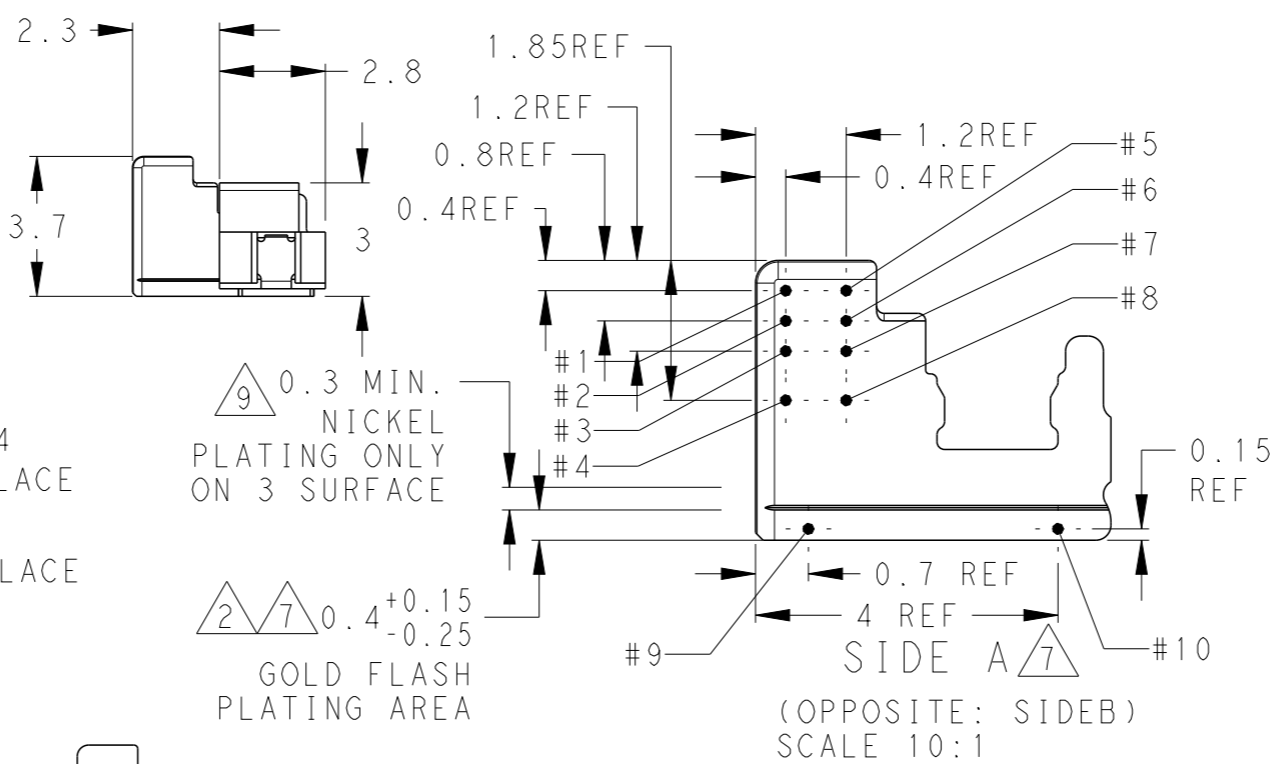 2.3
2.8
3.7
3
1.85REF
1.2REF
0.8REF
0.4REF
1.2REF
0.4REF
#5
#6
#7
#8
#1
#2
#3
#4
9 0.3 MIN.
NICKEL
PLATING ONLY
ON 3 SURFACE
4
LACE
LACE
2 7 0.4 +0.15
-0.25
GOLD FLASH
PLATING AREA
0.15
REF
0.7 REF
4 REF
#9
#10
SIDE A 7
(OPPOSITE: SIDEB)
SCALE 10:1